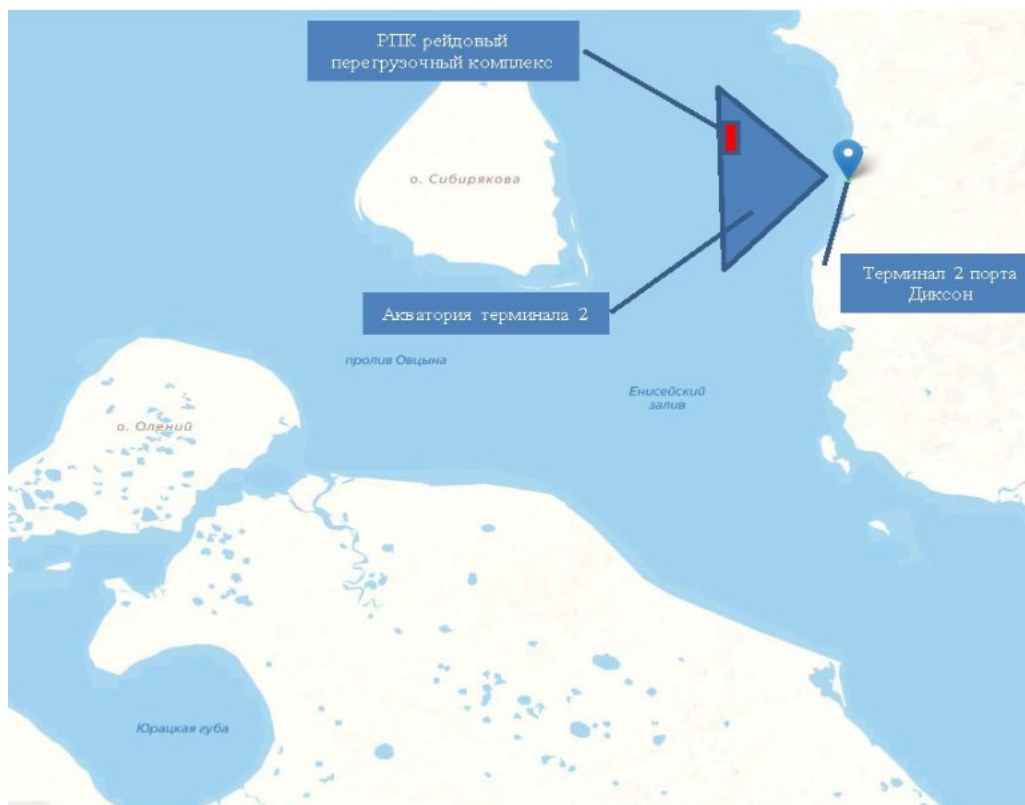 РПК рейдовый
перегрузочный комплекс
о. Сибирякова
Терминал 2 порта
Диксон
Акватория терминала 2
пролив Овцына
Енисейский
залив
о. Олений
Юрацкая губа